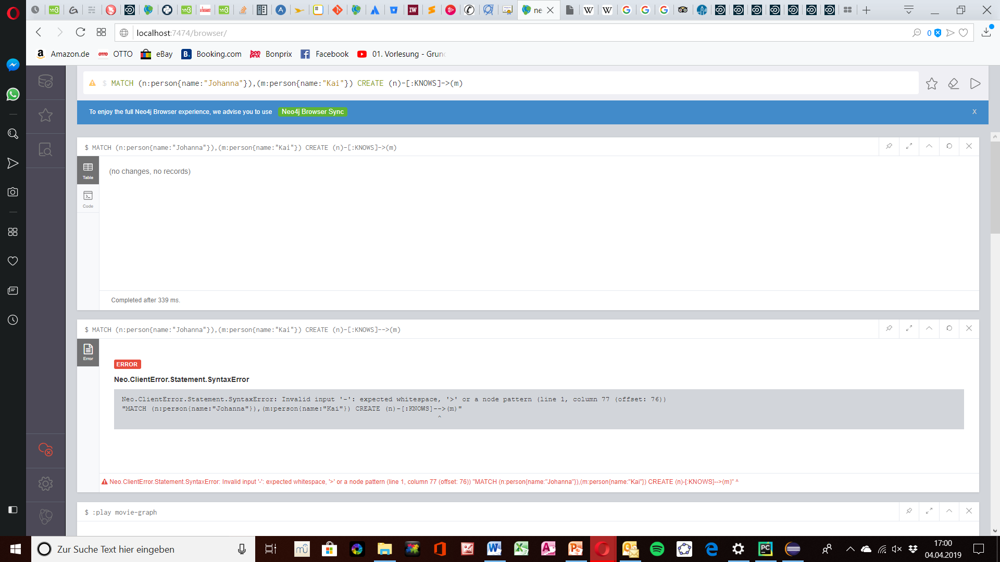 ne
localhost:7474/browser/
0
Amazon.de
OTTO
eBay
Booking.com
Bonprix
Facebook
01. Vorlesung - Grund
$ MATCH (n:person{name:"Johanna"}),(m:person{name:"Kai"}) CREATE (n)-[:KNOWS]->(m)
To enjoy the full Neo4j Browser experience, we advise you to use Neo4j Browser Sync
X
$ MATCH (n:person{name:"Johanna"}),(m:person{name:"Kai"}) CREATE (n)-[:KNOWS]->(m)
Table
(no changes, no records)
Code
Completed after 339 ms.
$ MATCH (n:person{name:"Johanna"}),(m:person{name:"Kai"}) CREATE (n)-[:KNOWS]-->(m)
Error
ERROR
Neo.ClientError.Statement.SyntaxError
Neo.ClientError.Statement.SyntaxError: Invalid input '-': expected whitespace, '>' or a node pattern (line 1, column 77 (offset: 76))
"MATCH (n:person{name:"Johanna"}),(m:person{name:"Kai"}) CREATE (n)-[:KNOWS]-->(m)"
^
Neo.ClientError.Statement.SyntaxError: Invalid input '-': expected whitespace, '>' or a node pattern (line 1, column 77 (offset: 76)) "MATCH (n:person{name:"Johanna"}),(m:person{name:"Kai"}) CREATE (n)-[:KNOWS]-->(m)" ^
$ :play movie-graph
Zur Suche Text hier eingeben
17:00
04.04.2019